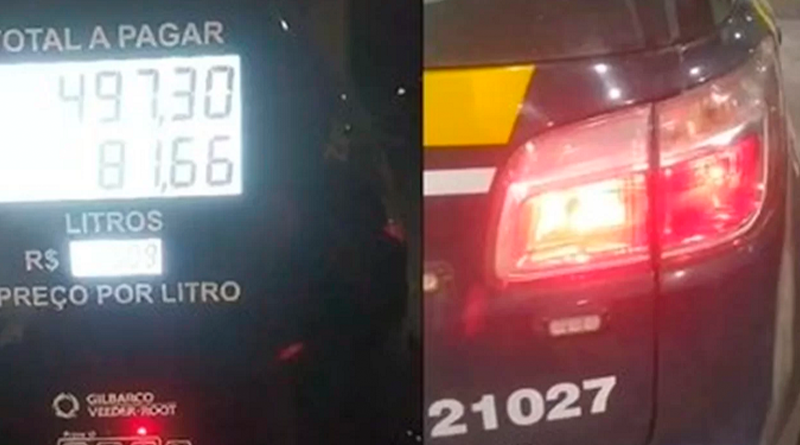 TOTAL A PAGAR
497,30
81,66
LITROS
R$
PREÇO POR LITRO
GILBARCO
VEEDER-ROOT
21027